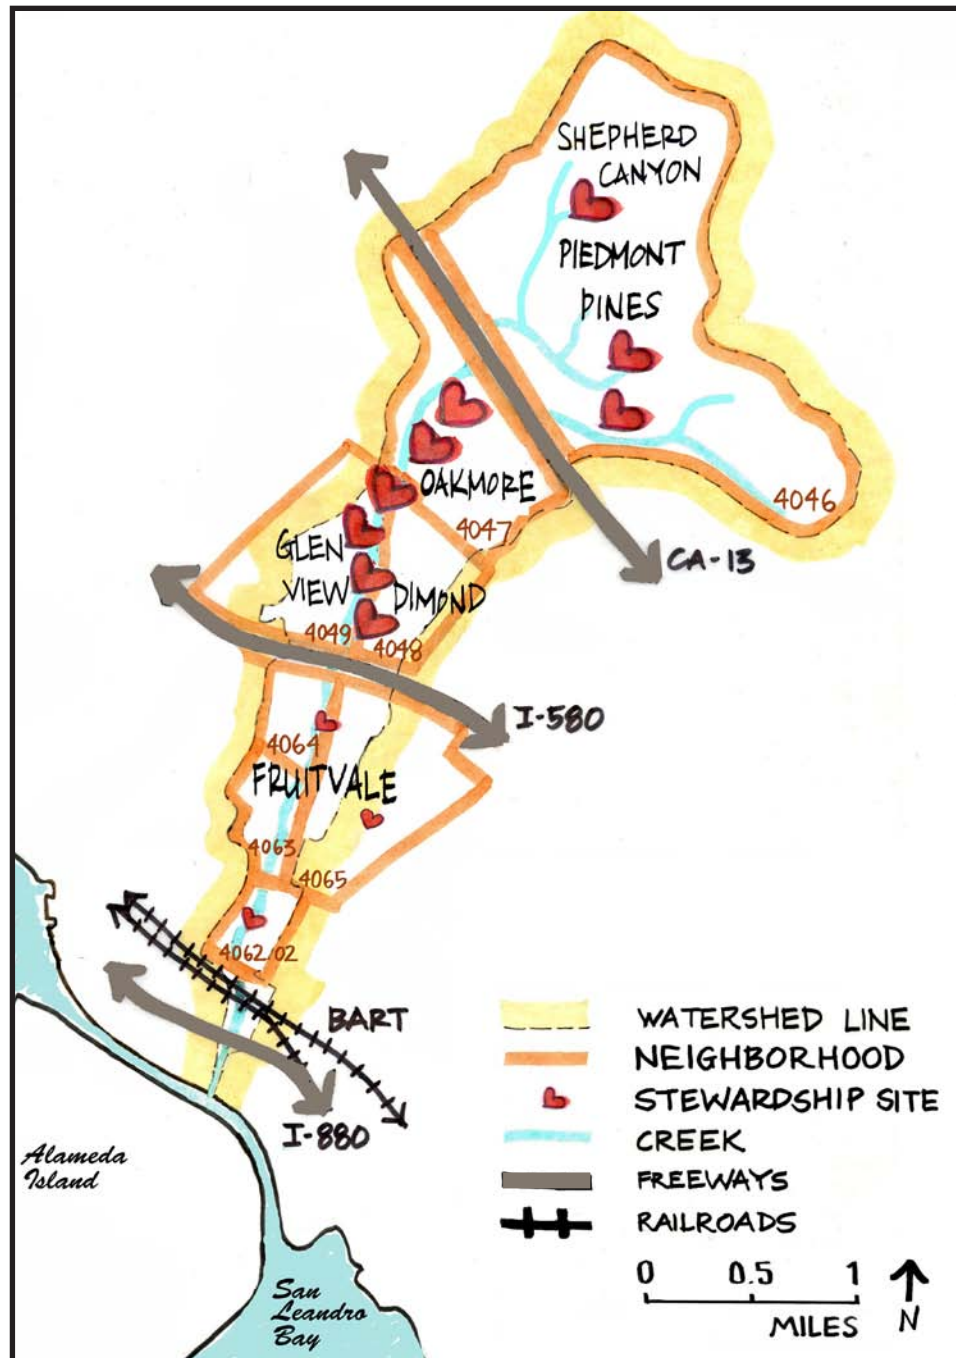 SHEPHERD
CANYON
PIEDMONT
PINES
4046
OAKMORE
4047
CA-13
GLEN
VIEW
DIMOND
4049
4048
I-580
4064
FRUITVALE
4063
4065
4062.02
BART
I-880
Alameda
Island
San
Leandro
Bay
WATERSHED LINE
NEIGHBORHOOD
STEWARDSHIP SITE
CREEK
FREEWAYS
RAILROADS
0 0.5 1
MILES
N